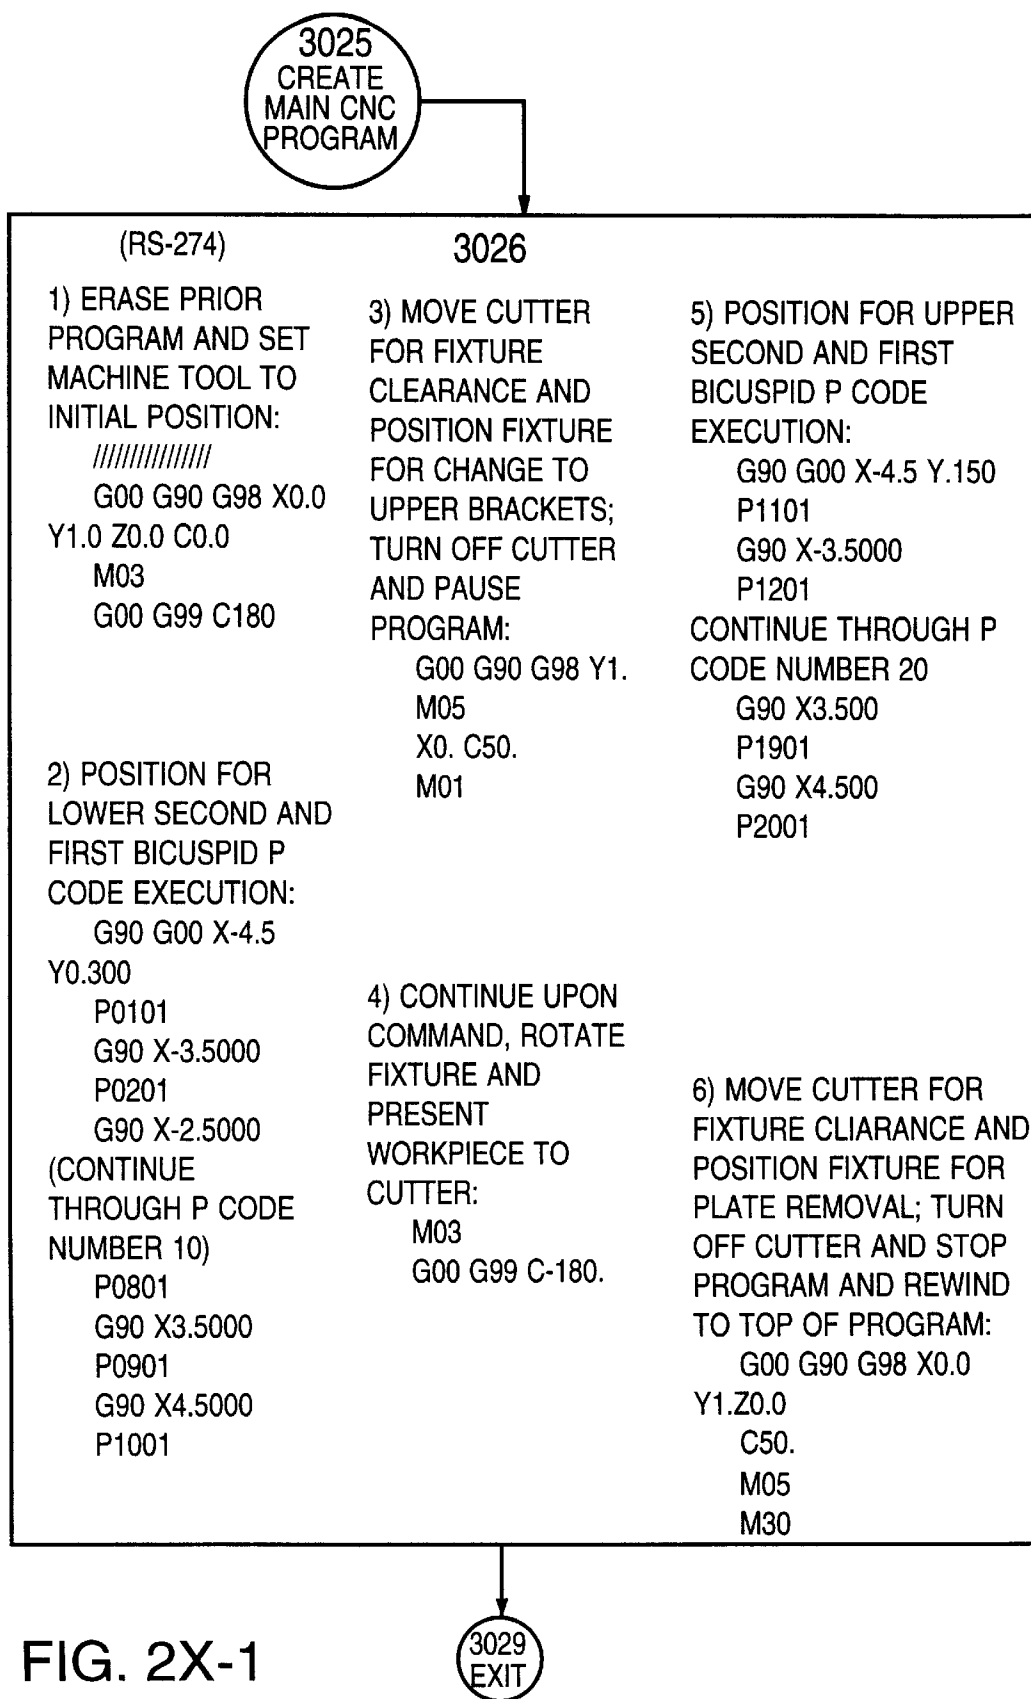 3025
CREATE
MAIN CNC
PROGRAM
(RS-274)
3026
1) ERASE PRIOR
PROGRAM AND SET
MACHINE TOOL TO
INITIAL POSITION:
////////////////
G00 G90 G98 X0.0
Y1.0 Z0.0 C0.0
M03
G00 G99 C180
2) POSITION FOR
LOWER SECOND AND
FIRST BICUSPID P
CODE EXECUTION:
G90 G00 X-4.5
Y0.300
P0101
G90 X-3.5000
P0201
G90 X-2.5000
(CONTINUE
THROUGH P CODE
NUMBER 10)
P0801
G90 X3.5000
P0901
G90 X4.5000
P1001
3) MOVE CUTTER
FOR FIXTURE
CLEARANCE AND
POSITION FIXTURE
FOR CHANGE TO
UPPER BRACKETS;
TURN OFF CUTTER
AND PAUSE
PROGRAM:
G00 G90 G98 Y1.
M05
X0. C50.
M01
4) CONTINUE UPON
COMMAND, ROTATE
FIXTURE AND
PRESENT
WORKPIECE TO
CUTTER:
M03
G00 G99 C-180.
5) POSITION FOR UPPER
SECOND AND FIRST
BICUSPID P CODE
EXECUTION:
G90 G00 X-4.5 Y.150
P1101
G90 X-3.5000
P1201
CONTINUE THROUGH P
CODE NUMBER 20
G90 X3.500
P1901
G90 X4.500
P2001
6) MOVE CUTTER FOR
FIXTURE CLIARANCE AND
POSITION FIXTURE FOR
PLATE REMOVAL; TURN
OFF CUTTER AND STOP
PROGRAM AND REWIND
TO TOP OF PROGRAM:
G00 G90 G98 X0.0
Y1.Z0.0
C50.
M05
M30
3029
EXIT
FIG. 2X-1